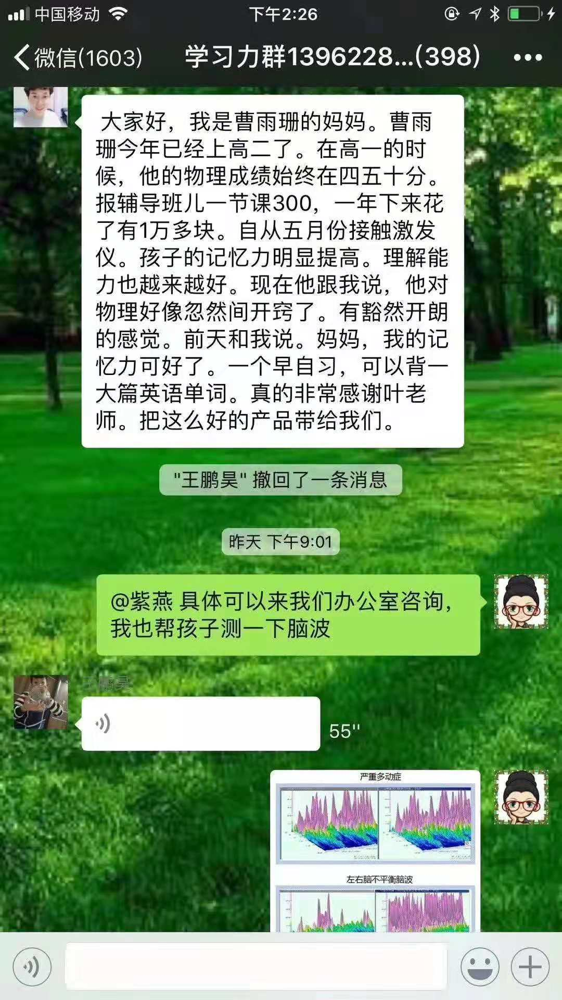 中国移动
下午2:26
微信(1603)
学习力群1396228...(398)
大家好，我是曹雨珊的妈妈。曹雨
珊今年已经上高二了。在高一的时
候，他的物理成绩始终在四五十分。
报辅导班儿一节课300，一年下来花
了有1万多块。自从五月份接触激发
仪。孩子的记忆力明显提高。理解能
力也越来越好。现在他跟我说，他对
物理好像忽然间开窍了。有豁然开朗
的感觉。前天和我说。妈妈，我的记
忆力可好了。一个早自习，可以背一
大篇英语单词。真的非常感谢叶老
师。把这么好的产品带给我们。
"王鹏昊" 撤回了一条消息
昨天 下午9:01
@紫燕 具体可以来我们办公室咨询，
我也帮孩子测一下脑波
王鹏昊
55''
严重多动症
左右脑不平衡脑波